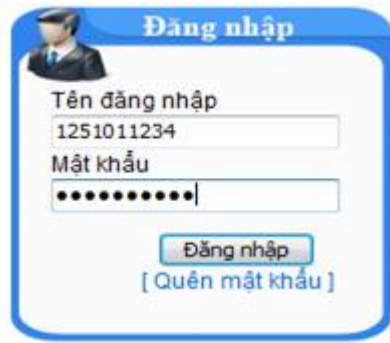 Đăng nhập
Tên đăng nhập
1251011234
Mật khẩu
●●●●●●●●●●
Đăng nhập
[ Quên mật khẩu ]